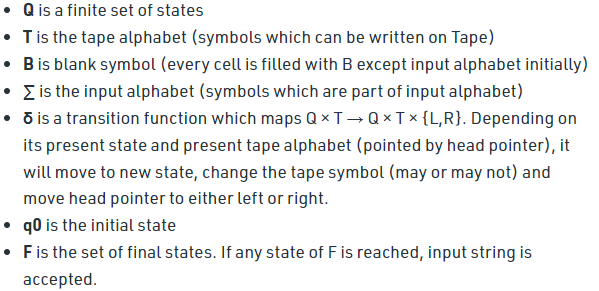 • Q is a finite set of states
• T is the tape alphabet (symbols which can be written on Tape)
• B is blank symbol (every cell is filled with B except input alphabet initially)
• ∑ is the input alphabet (symbols which are part of input alphabet)
• δ is a transition function which maps Q × T → Q × T × {L,R}. Depending on
its present state and present tape alphabet (pointed by head pointer), it
will move to new state, change the tape symbol (may or may not) and
move head pointer to either left or right.
• q0 is the initial state
• F is the set of final states. If any state of F is reached, input string is
accepted.